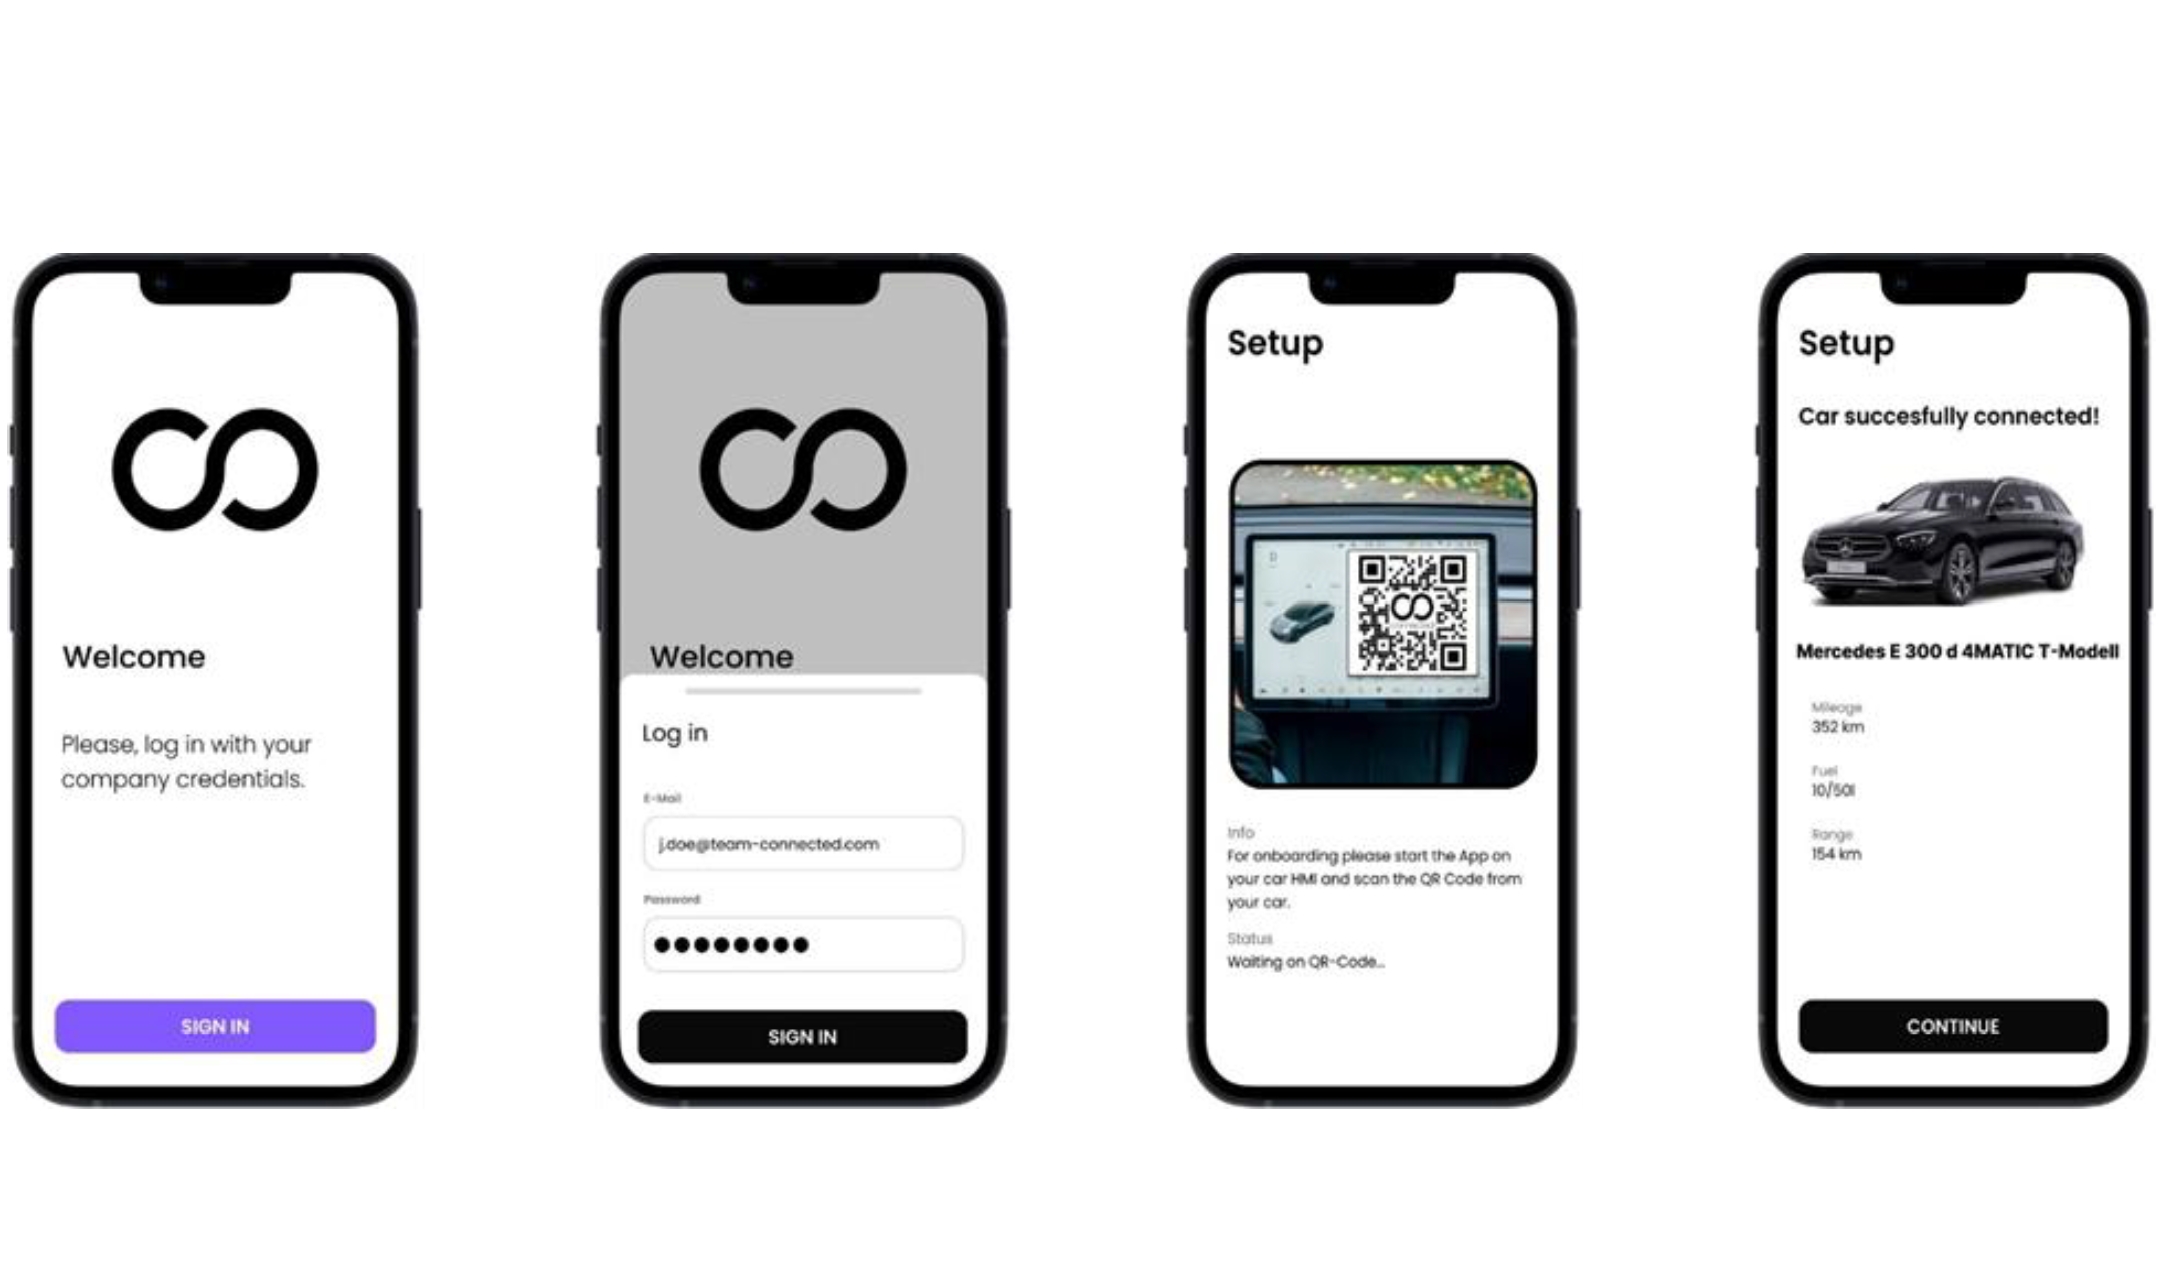 Welcome
Please, log in with your
company credentials.
SIGN IN
Welcome
Log in
E-Mail
j.doe@team-connected.com
Password
SIGN IN
Setup
Info
For onboarding please start the App on
your car HMI and scan the QR Code from
your car.
Status
Waiting on QR-Code...
Setup
Car succesfully connected!
Mercedes E 300 d 4MATIC T-Modell
Mileage
352 km
Fuel
10/50l
Range
154 km
CONTINUE